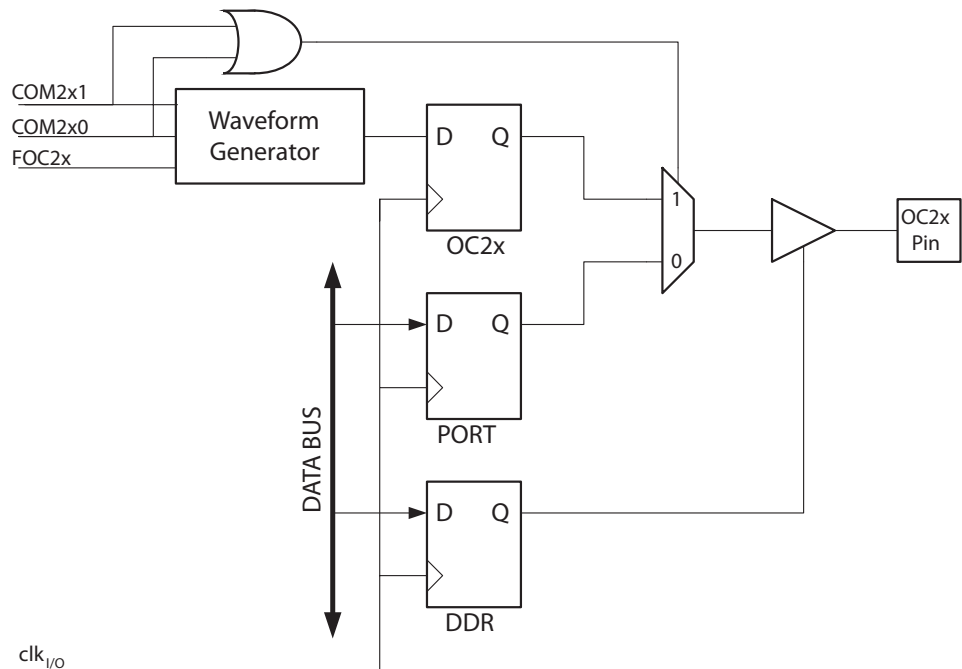 COM2x1
COM2x0
FOC2x
Waveform
Generator
D Q
OC2x
1
0
OC2x
Pin
D Q
PORT
DATA BUS
D Q
DDR
clkI/O